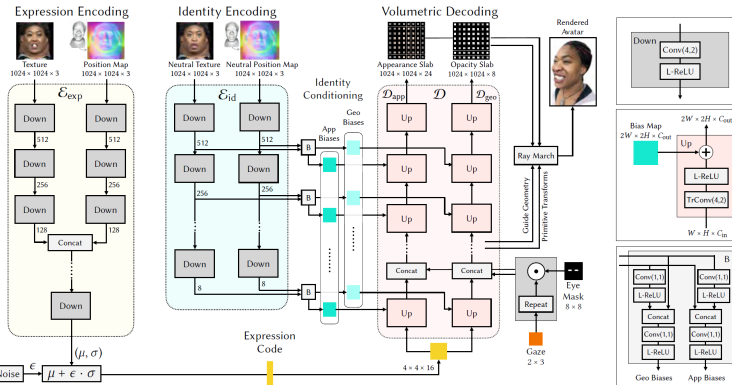 Expression Encoding
Identity Encoding
Volumetric Decoding
Rendered
Avatar
Texture
1024 × 1024 × 3
Position Map
1024 × 1024 × 3
Neutral Texture
1024 × 1024 × 3
Neutral Position Map
1024 × 1024 × 3
Appearance Slab
1024 × 1024 × 24
Opacity Slab
1024 × 1024 × 8
Identity
Conditioning
App
Biases
Geo
Biases
ℰexp
Down
Down
512
512
Down
Down
256
256
Down
Down
128
128
Concat
Down
(μ, σ)
Noise
ϵ
μ + ϵ · σ
ℰid
Down
Down
512
512
Down
Down
256
256
Down
Down
8
8
B
B
B
𝒟app
𝒟
𝒟geo
Up
Up
Up
Up
Up
Up
Concat
Concat
Up
Up
4 × 4 × 16
Expression
Code
Ray March
Guide Geometry
Primitive Transforms
Repeat
Eye
Mask
8 × 8
Gaze
2 × 3
Down
Conv(4,2)
L-ReLU
2W × 2H × Cout
Bias Map
2W × 2H × Cout
Up
+
L-ReLU
TrConv(4,2)
W × H × Cin
B
Conv(1,1)
Conv(1,1)
L-ReLU
L-ReLU
Concat
Concat
Conv(1,1)
Conv(1,1)
L-ReLU
L-ReLU
Geo Biases
App Biases